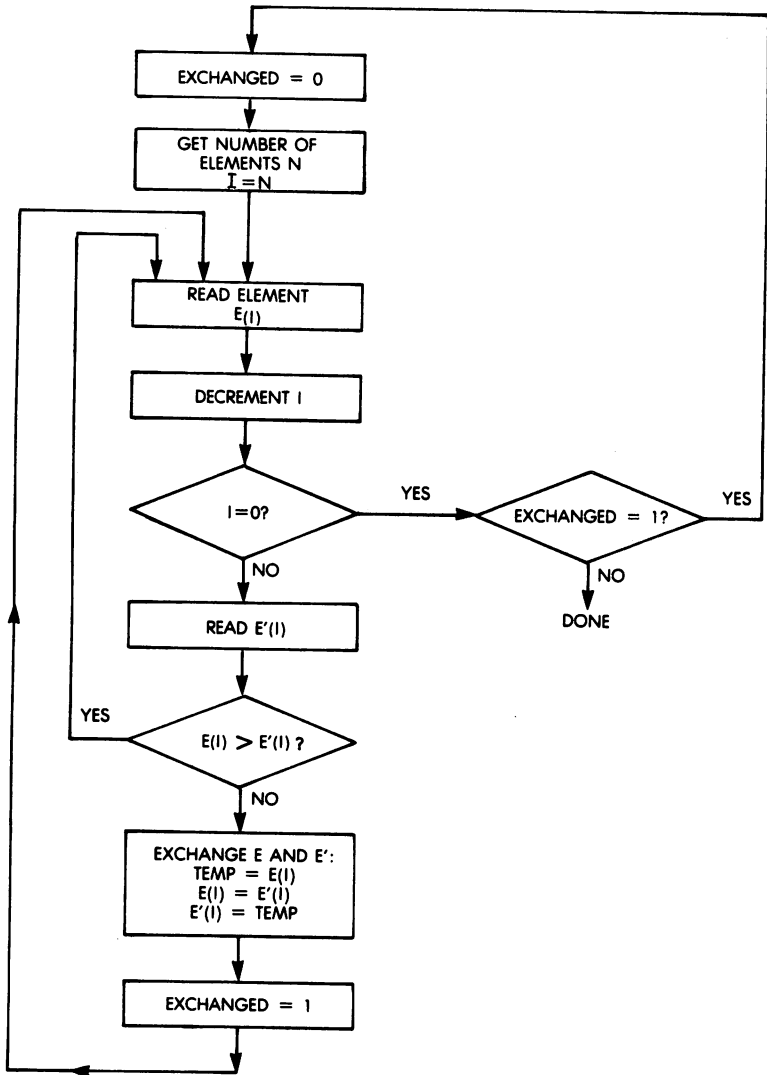 EXCHANGED = 0
GET NUMBER OF
ELEMENTS N
I = N
READ ELEMENT
E(I)
DECREMENT I
I = 0?
YES
EXCHANGED = 1?
YES
NO
NO
DONE
READ E'(I)
YES
E(I) > E'(I) ?
NO
EXCHANGE E AND E':
TEMP = E(I)
E(I) = E'(I)
E'(I) = TEMP
EXCHANGED = 1